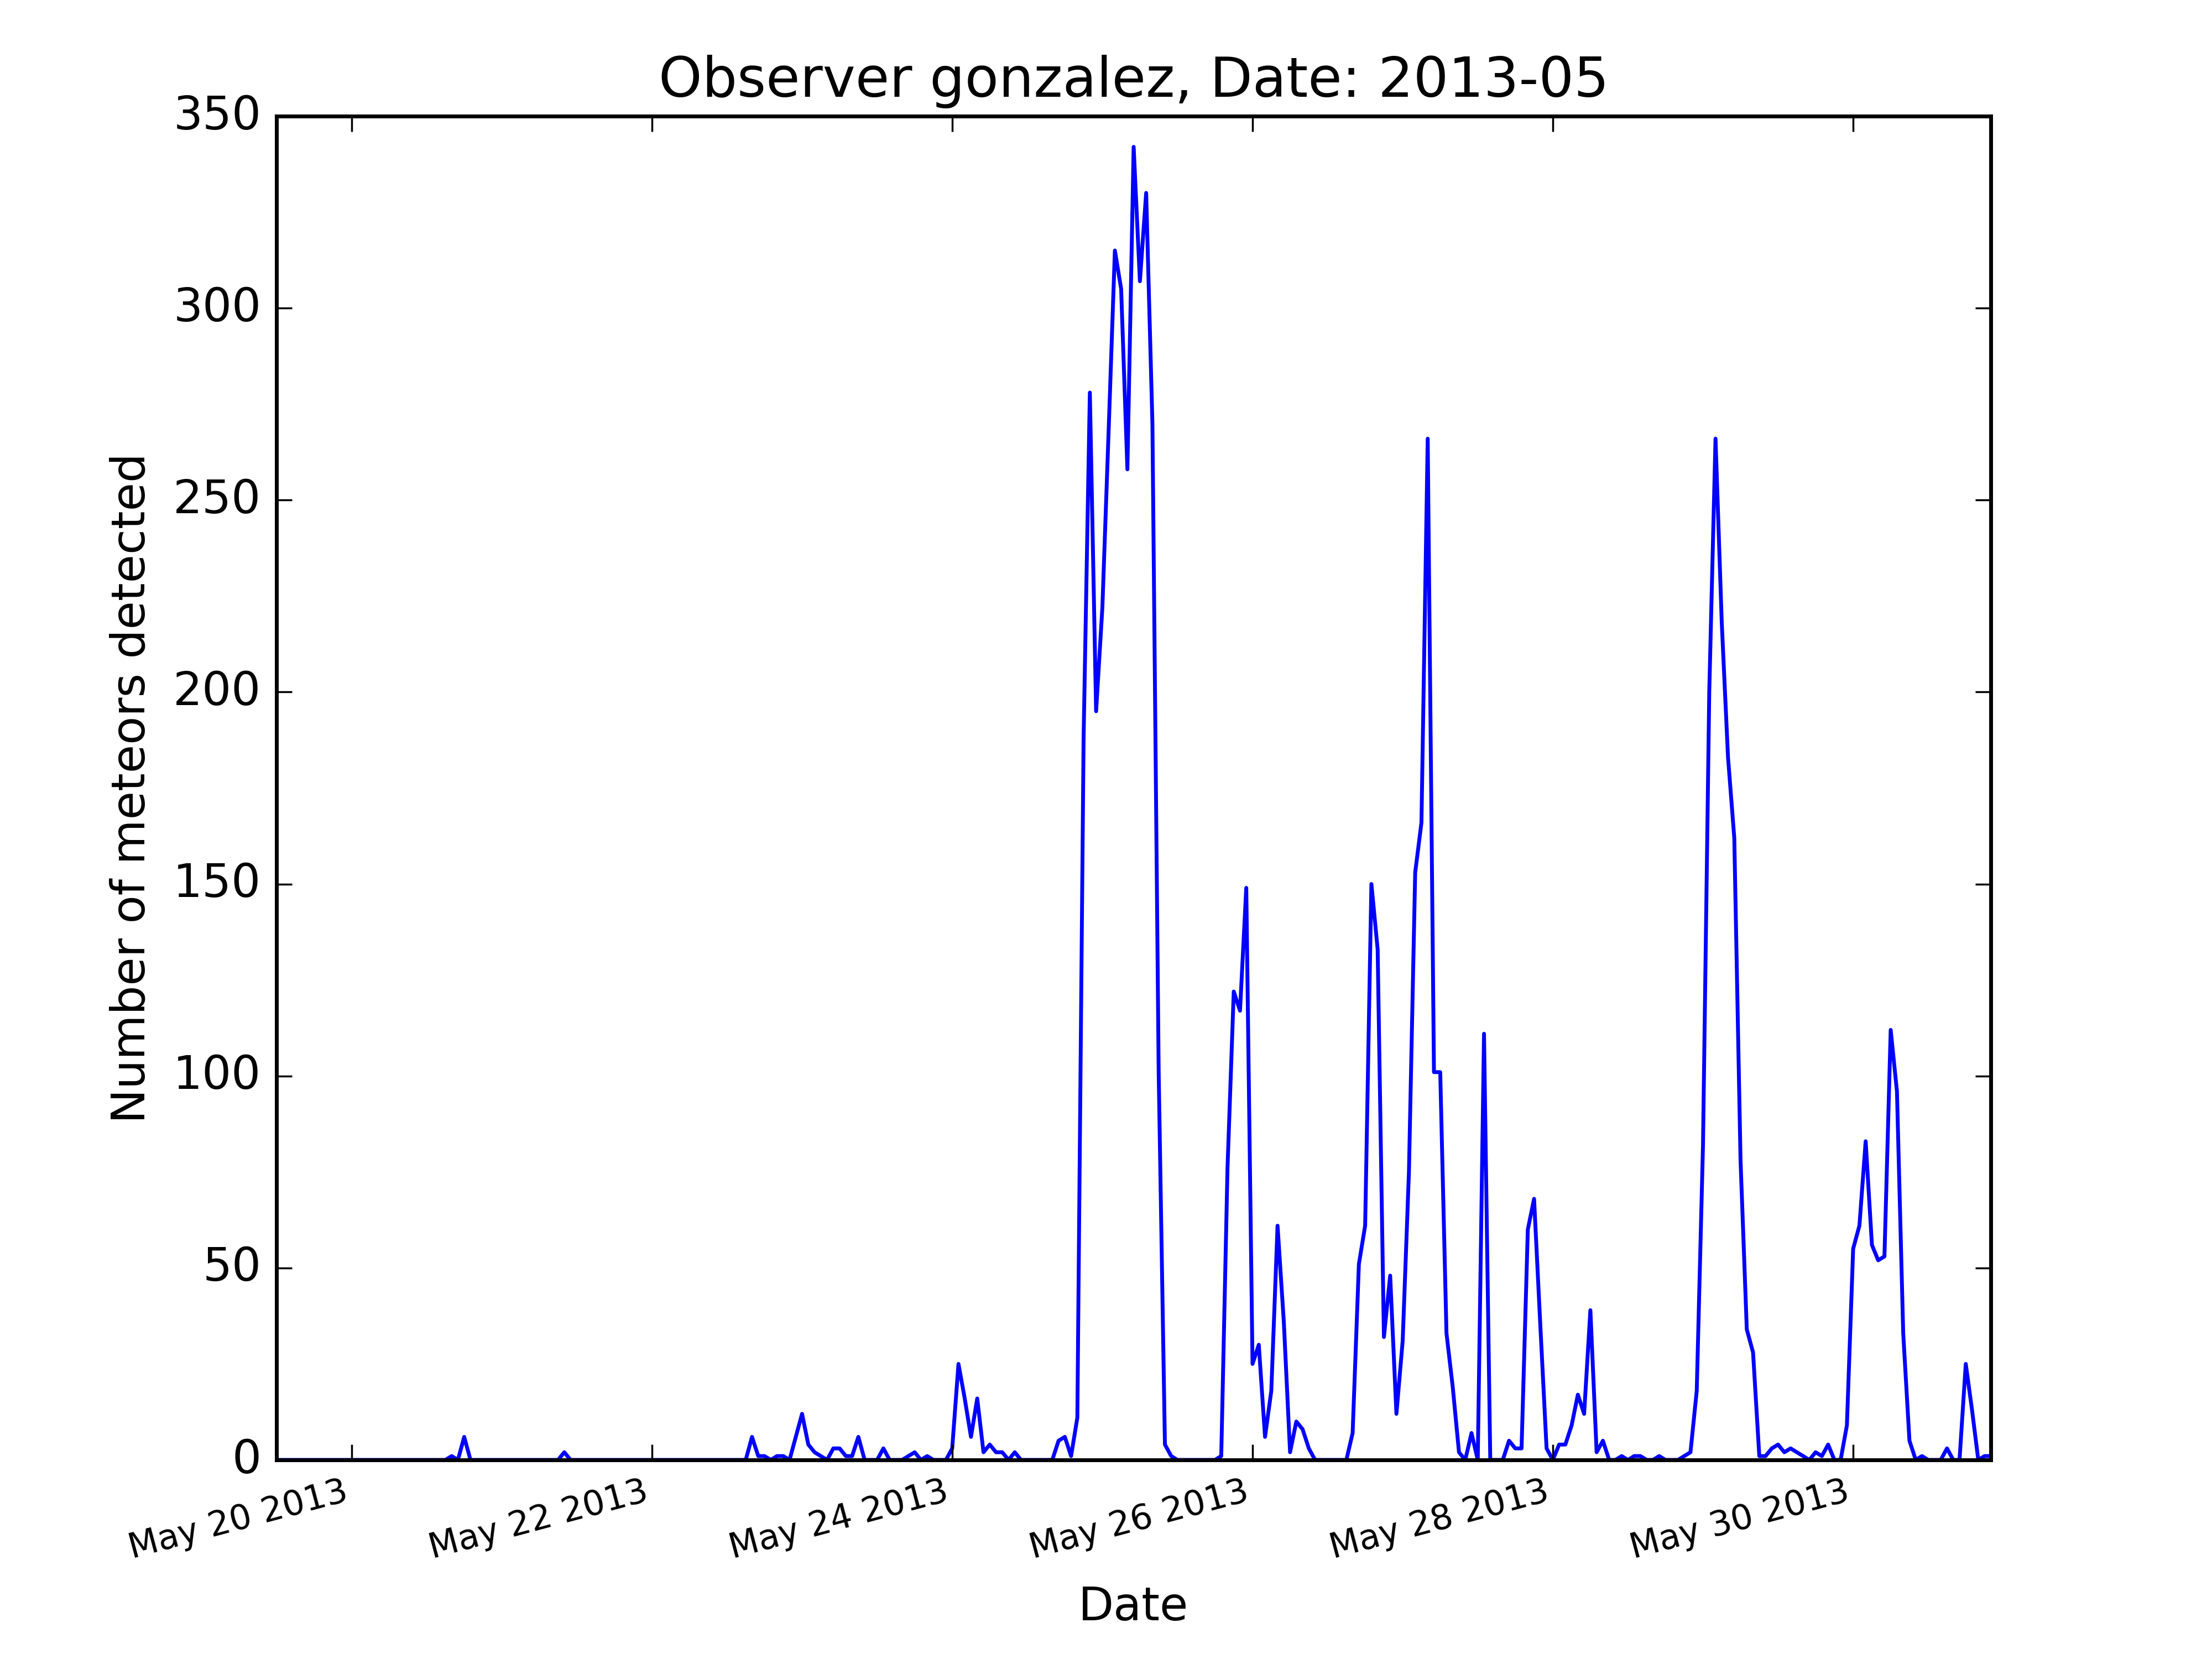 Observer gonzalez, Date: 2013-05
350
300
250
200
150
100
50
0
Number of meteors detected
May 20 2013
May 22 2013
May 24 2013
May 26 2013
May 28 2013
May 30 2013
Date